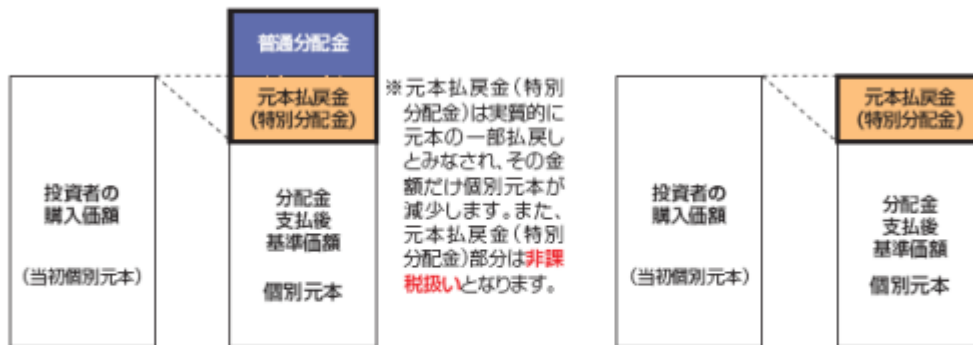 普通分配金
元本払戻金
(特別分配金)
投資者の
購入価額
(当初個別元本)
分配金
支払後
基準価額
個別元本
※元本払戻金(特別
分配金)は実質的に
元本の一部払戻し
とみなされ、その金
額だけ個別元本が
減少します。また、
元本払戻金(特別
分配金)部分は非課
税扱いとなります。
投資者の
購入価額
(当初個別元本)
元本払戻金
(特別分配金)
分配金
支払後
基準価額
個別元本